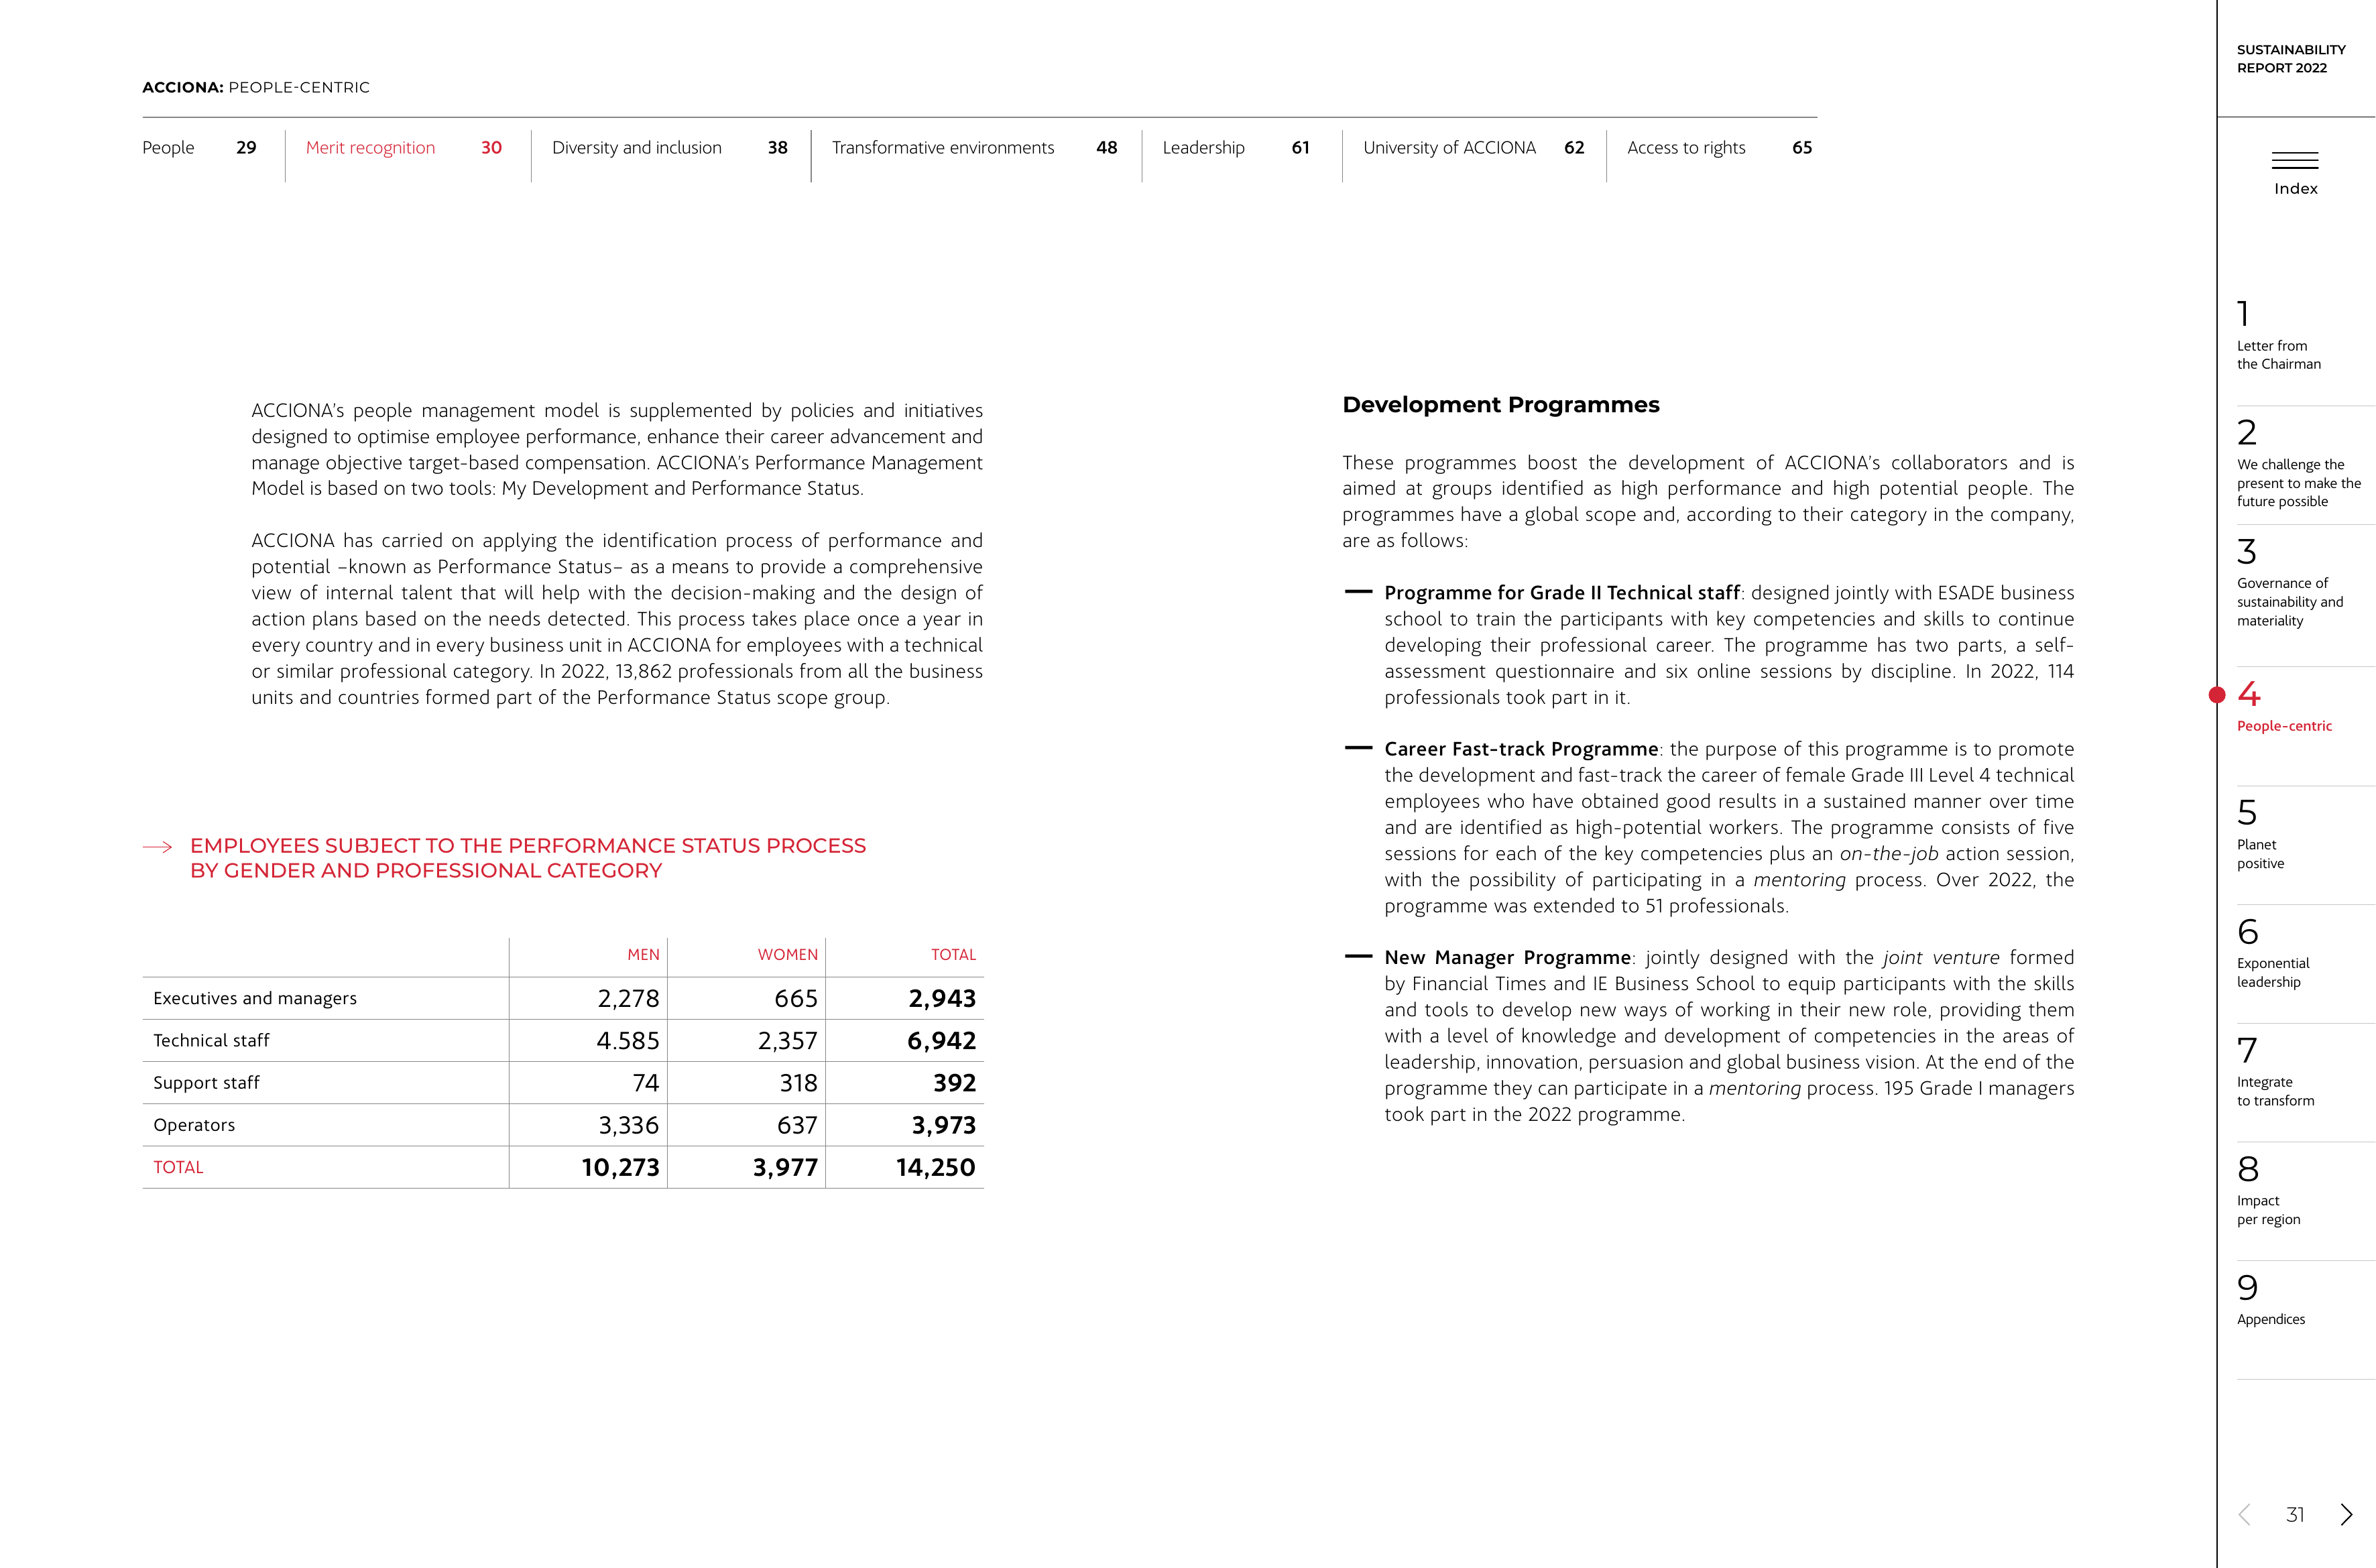 ACCIONA: PEOPLE-CENTRIC
People 29 Merit recognition 30 Diversity and inclusion 38 Transformative environments 48 Leadership 61 University of ACCIONA 62 Access to rights 65
ACCIONA’s people management model is supplemented by policies and initiatives
designed to optimise employee performance, enhance their career advancement and
manage objective target-based compensation. ACCIONA’s Performance Management
Model is based on two tools: My Development and Performance Status.
ACCIONA has carried on applying the identification process of performance and
potential –known as Performance Status– as a means to provide a comprehensive
view of internal talent that will help with the decision-making and the design of
action plans based on the needs detected. This process takes place once a year in
every country and in every business unit in ACCIONA for employees with a technical
or similar professional category. In 2022, 13,862 professionals from all the business
units and countries formed part of the Performance Status scope group.
EMPLOYEES SUBJECT TO THE PERFORMANCE STATUS PROCESS
BY GENDER AND PROFESSIONAL CATEGORY
MEN WOMEN TOTAL
Executives and managers 2,278 665 2,943
Technical staff 4.585 2,357 6,942
Support staff 74 318 392
Operators 3,336 637 3,973
TOTAL 10,273 3,977 14,250
Development Programmes
These programmes boost the development of ACCIONA’s collaborators and is
aimed at groups identified as high performance and high potential people. The
programmes have a global scope and, according to their category in the company,
are as follows:
— Programme for Grade II Technical staff: designed jointly with ESADE business
school to train the participants with key competencies and skills to continue
developing their professional career. The programme has two parts, a self-
assessment questionnaire and six online sessions by discipline. In 2022, 114
professionals took part in it.
— Career Fast-track Programme: the purpose of this programme is to promote
the development and fast-track the career of female Grade III Level 4 technical
employees who have obtained good results in a sustained manner over time
and are identified as high-potential workers. The programme consists of five
sessions for each of the key competencies plus an on-the-job action session,
with the possibility of participating in a mentoring process. Over 2022, the
programme was extended to 51 professionals.
— New Manager Programme: jointly designed with the joint venture formed
by Financial Times and IE Business School to equip participants with the skills
and tools to develop new ways of working in their new role, providing them
with a level of knowledge and development of competencies in the areas of
leadership, innovation, persuasion and global business vision. At the end of the
programme they can participate in a mentoring process. 195 Grade I managers
took part in the 2022 programme.
SUSTAINABILITY
REPORT 2022
Index
1
Letter from
the Chairman
2
We challenge the
present to make the
future possible
3
Governance of
sustainability and
materiality
4
People-centric
5
Planet
positive
6
Exponential
leadership
7
Integrate
to transform
8
Impact
per region
9
Appendices
31